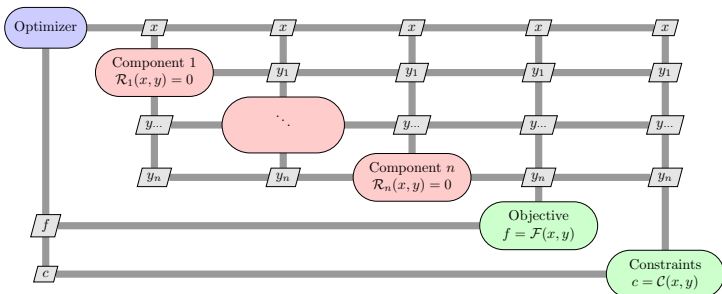 Optimizer x x x x x
Component 1
ℛ₁(x, y) = 0 y₁ y₁ y₁ y₁
y... ⋱ y... y... y...
yₙ yₙ Component n
ℛₙ(x, y) = 0 yₙ yₙ
f Objective
f = ℱ(x, y)
c Constraints
c = 𝒞(x, y)